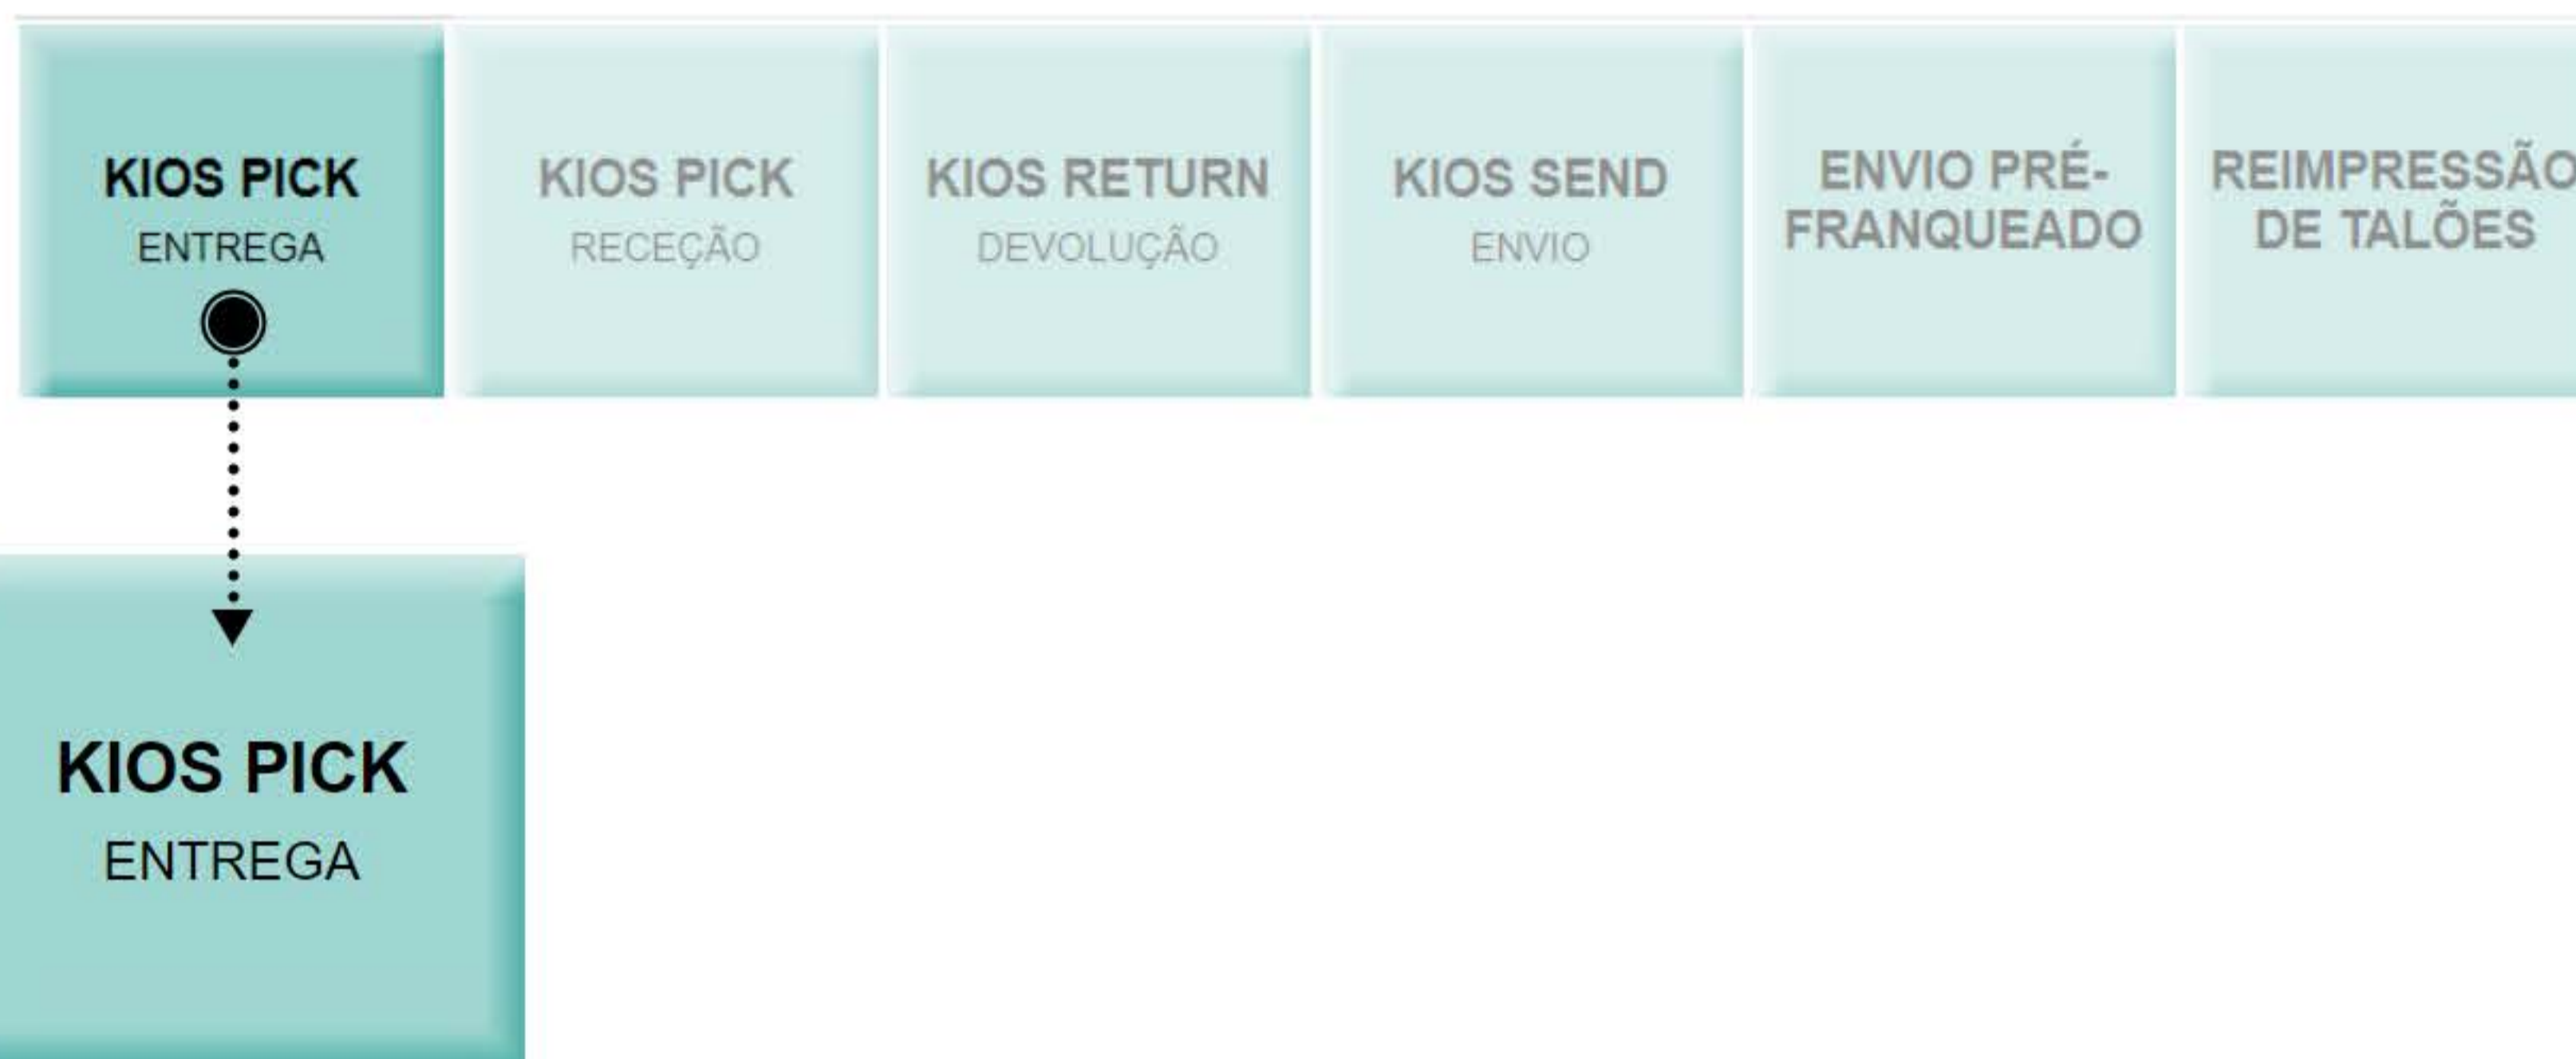 KIOS PICK
ENTREGA
KIOS PICK
RECEÇÃO
KIOS RETURN
DEVOLUÇÃO
KIOS SEND
ENVIO
ENVIO PRÉ-
FRANQUEADO
REIMPRESSÃO
DE TALÕES
KIOS PICK
ENTREGA